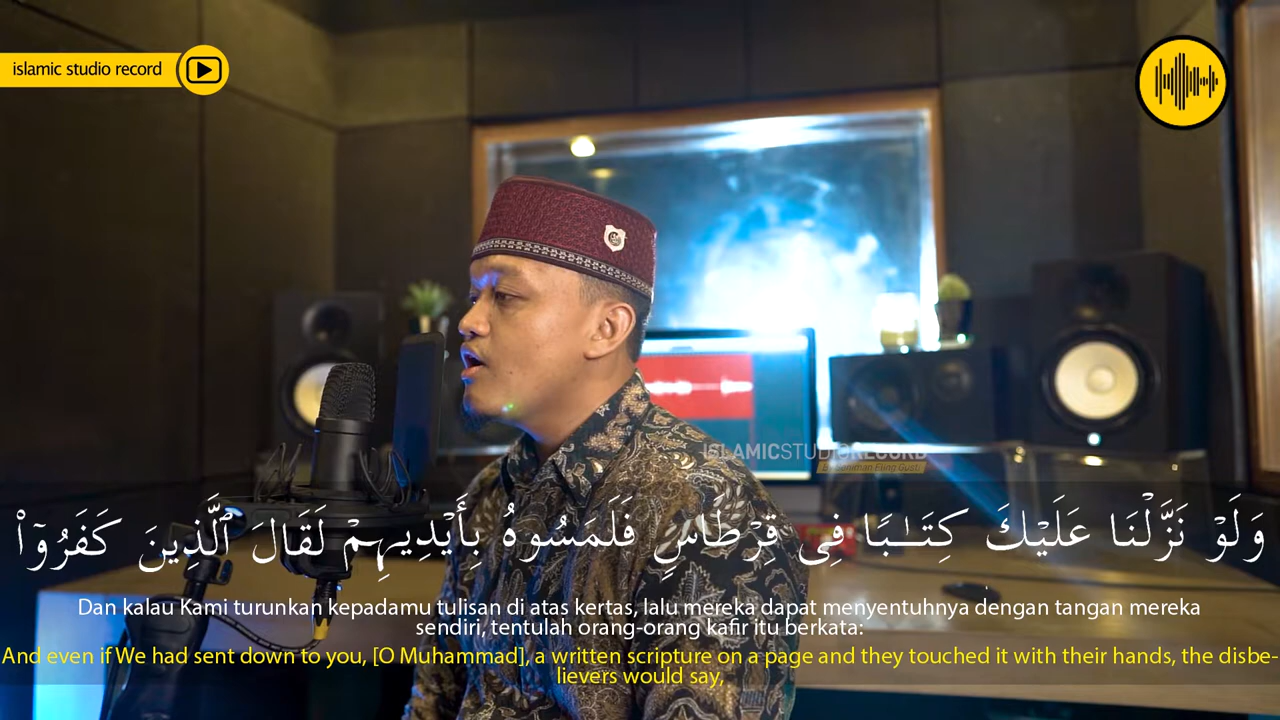 islamic studio record
ISLAMICSTUDIORECORD
وَلَوْ نَزَّلْنَا عَلَيْكَ كِتَـٰبًا فِى قِرْطَاسٍ فَلَمَسُوهُ بِأَيْدِيهِمْ لَقَالَ ٱلَّذِينَ كَفَرُوٓا۟
Dan kalau Kami turunkan kepadamu tulisan di atas kertas, lalu mereka dapat menyentuhnya dengan tangan mereka
sendiri, tentulah orang-orang kafir itu berkata:
And even if We had sent down to you, [O Muhammad], a written scripture on a page and they touched it with their hands, the disbe-
lievers would say,